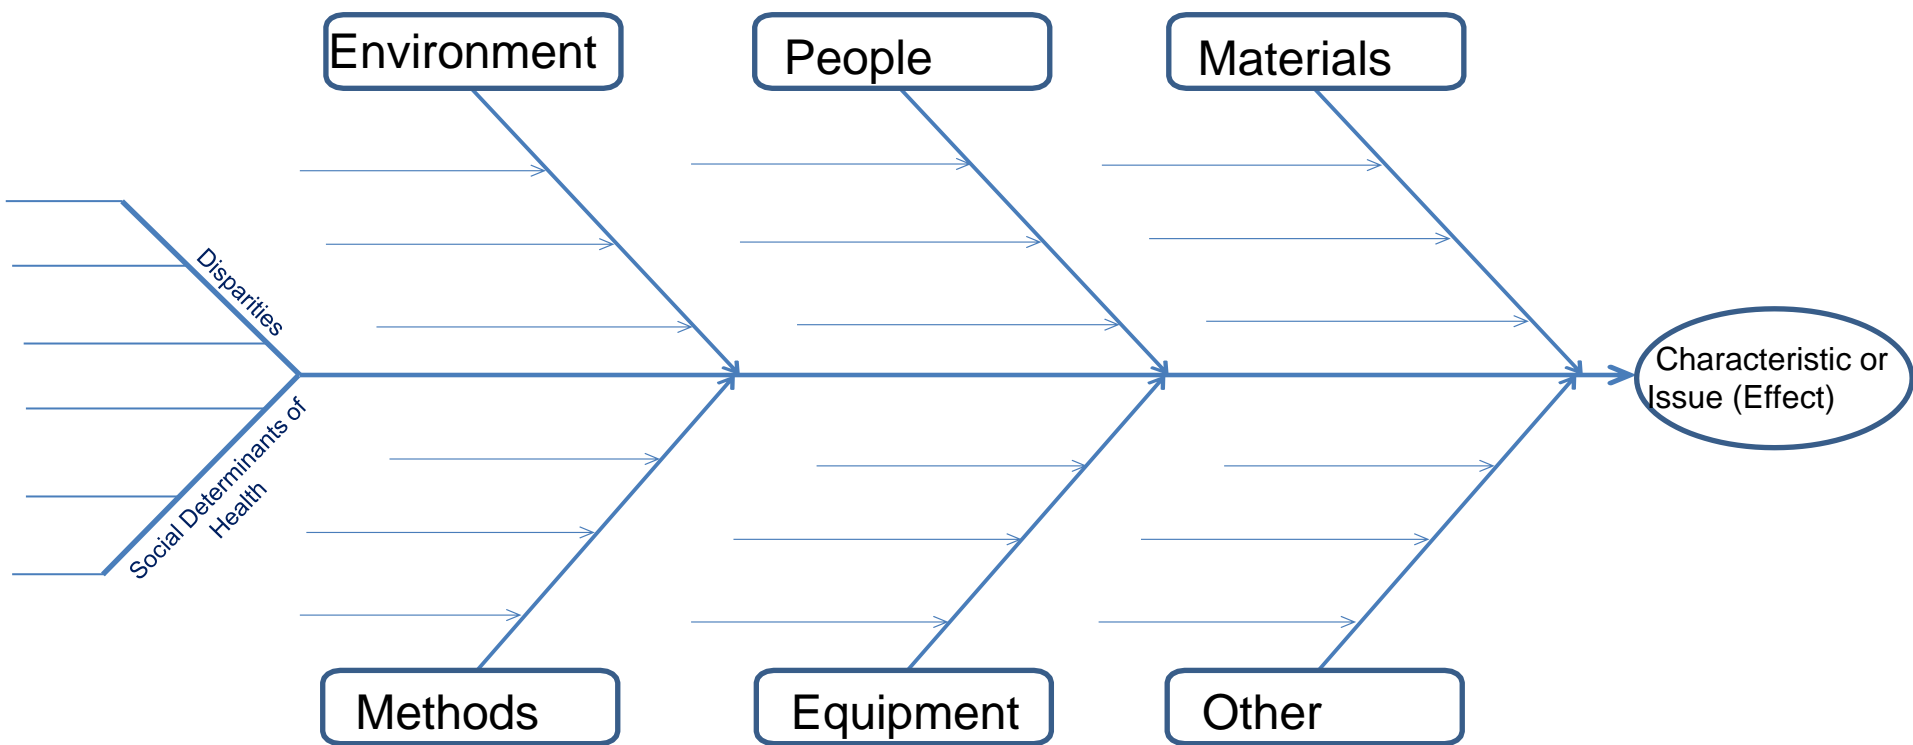 Environment
People
Materials
Disparities
Characteristic or
Issue (Effect)
Social Determinants of
Health
Methods
Equipment
Other